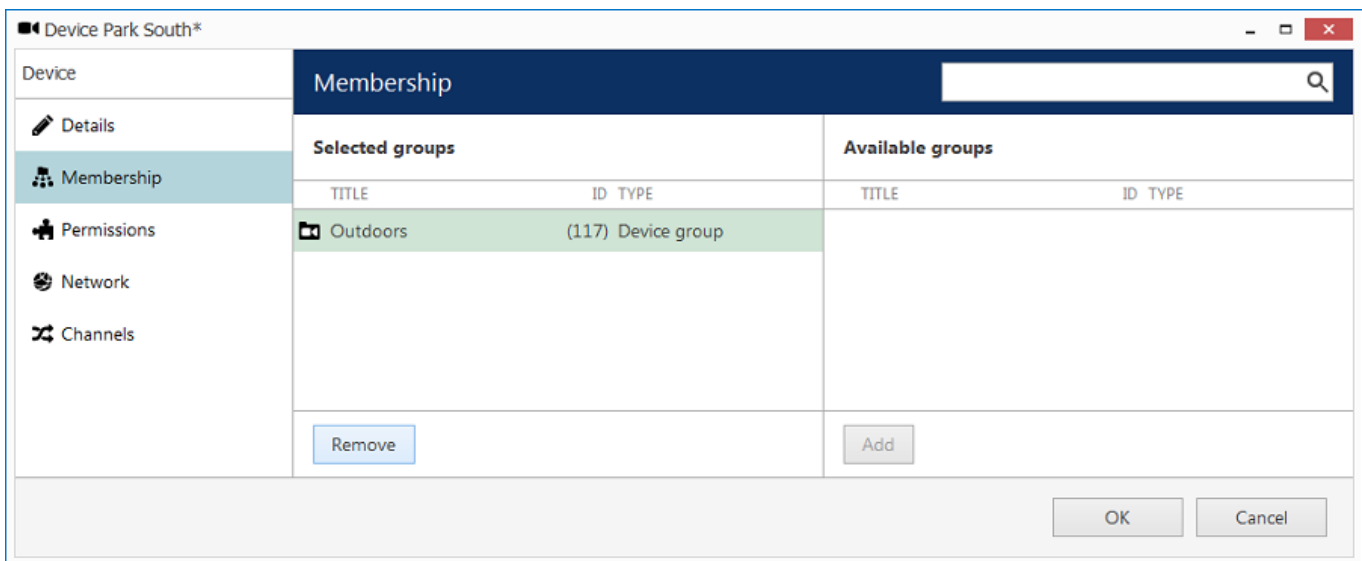 Device Park South*
Device
Details
Membership
Permissions
Network
Channels
Membership
Selected groups
TITLE ID TYPE
Outdoors (117) Device group
Remove
Available groups
TITLE ID TYPE
Add
OK Cancel